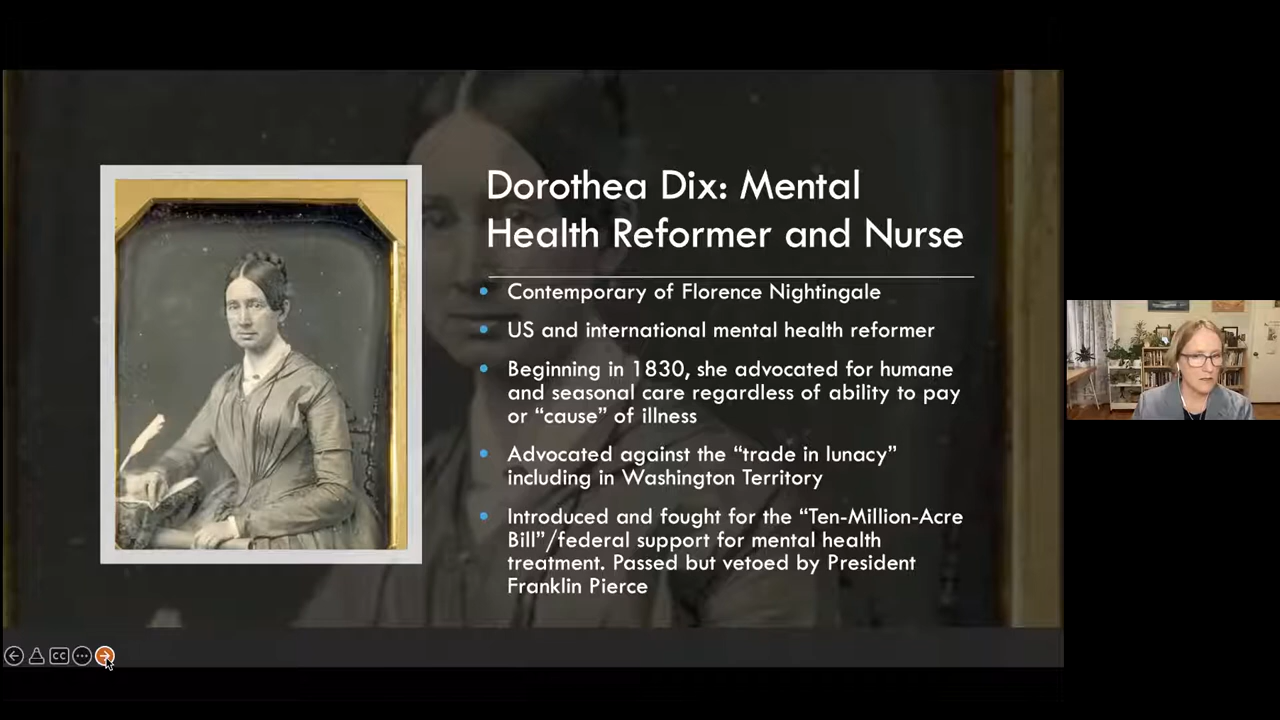 Dorothea Dix: Mental
Health Reformer and Nurse
Contemporary of Florence Nightingale
US and international mental health reformer
Beginning in 1830, she advocated for humane
and seasonal care regardless of ability to pay
or “cause” of illness
Advocated against the “trade in lunacy”
including in Washington Territory
Introduced and fought for the “Ten-Million-Acre
Bill”/federal support for mental health
treatment. Passed but vetoed by President
Franklin Pierce
CC